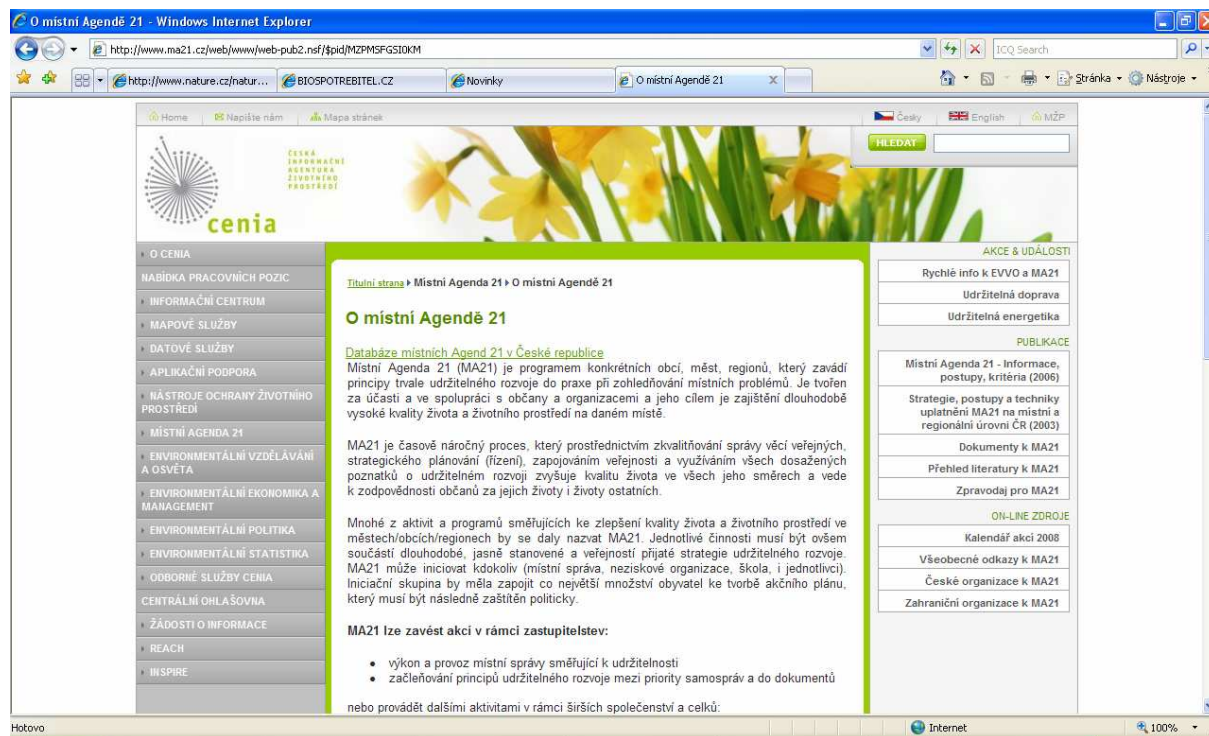 O místní Agendě 21 - Windows Internet Explorer
http://www.ma21.cz/web/www/web-pub2.nsf/$pid/MZPMSFGSI0KM
ICQ Search
http://www.nature.cz/natur...
BIOSPOTREBITEL.CZ
Novinky
O místní Agendě 21
Stránka
Nástroje
Home
Napište nám
Mapa stránek
Česky
English
MŽP
HLEDAT
ČESKÁ
INFORMAČNÍ
AGENTURA
ŽIVOTNÍHO
PROSTŘEDÍ
cenia
O CENIA
NABÍDKA PRACOVNÍCH POZIC
INFORMAČNÍ CENTRUM
MAPOVÉ SLUŽBY
DATOVÉ SLUŽBY
APLIKAČNÍ PODPORA
NÁSTROJE OCHRANY ŽIVOTNÍHO
PROSTŘEDÍ
MÍSTNÍ AGENDA 21
ENVIRONMENTÁLNÍ VZDĚLÁVÁNÍ
A OSVĚTA
ENVIRONMENTÁLNÍ EKONOMIKA A
MANAGEMENT
ENVIRONMENTÁLNÍ POLITIKA
ENVIRONMENTÁLNÍ STATISTIKA
ODBORNÉ SLUŽBY CENIA
CENTRÁLNÍ OHLAŠOVNA
ŽÁDOSTI O INFORMACE
REACH
INSPIRE
Titulní strana Místní Agenda 21 O místní Agendě 21
O místní Agendě 21
Databáze místních Agend 21 v České republice
Místní Agenda 21 (MA21) je programem konkrétních obcí, měst, regionů, který zavádí
principy trvale udržitelného rozvoje do praxe při zohledňování místních problémů. Je tvořen
za účasti a ve spolupráci s občany a organizacemi a jeho cílem je zajištění dlouhodobě
vysoké kvality života a životního prostředí na daném místě.
MA21 je časově náročný proces, který prostřednictvím zkvalitňování správy věcí veřejných,
strategického plánování (řízení), zapojováním veřejnosti a využíváním všech dosažených
poznatků o udržitelném rozvoji zvyšuje kvalitu života ve všech jeho směrech a vede
k zodpovědnosti občanů za jejich životy i životy ostatních.
Mnohé z aktivit a programů směřujících ke zlepšení kvality života a životního prostředí ve
městech/obcích/regionech by se daly nazvat MA21. Jednotlivé činnosti musí být ovšem
součástí dlouhodobé, jasně stanovené a veřejností přijaté strategie udržitelného rozvoje.
MA21 může iniciovat kdokoliv (místní správa, neziskové organizace, škola, i jednotlivci).
Iniciační skupina by měla zapojit co největší množství obyvatel ke tvorbě akčního plánu,
který musí být následně zaštítěn politicky.
MA21 lze zavést akcí v rámci zastupitelstev:
• výkon a provoz místní správy směřující k udržitelnosti
• začleňování principů udržitelného rozvoje mezi priority samospráv a do dokumentů
nebo provádět dalšími aktivitami v rámci širších společenství a celků:
AKCE & UDÁLOSTI
Rychlé info k EVVO a MA21
Udržitelná doprava
Udržitelná energetika
PUBLIKACE
Místní Agenda 21 - Informace,
postupy, kritéria (2006)
Strategie, postupy a techniky
uplatnění MA21 na místní a
regionální úrovni ČR (2003)
Dokumenty k MA21
Přehled literatury k MA21
Zpravodaj pro MA21
ON-LINE ZDROJE
Kalendář akcí 2008
Všeobecné odkazy k MA21
České organizace k MA21
Zahraniční organizace k MA21
Hotovo
Internet
100%